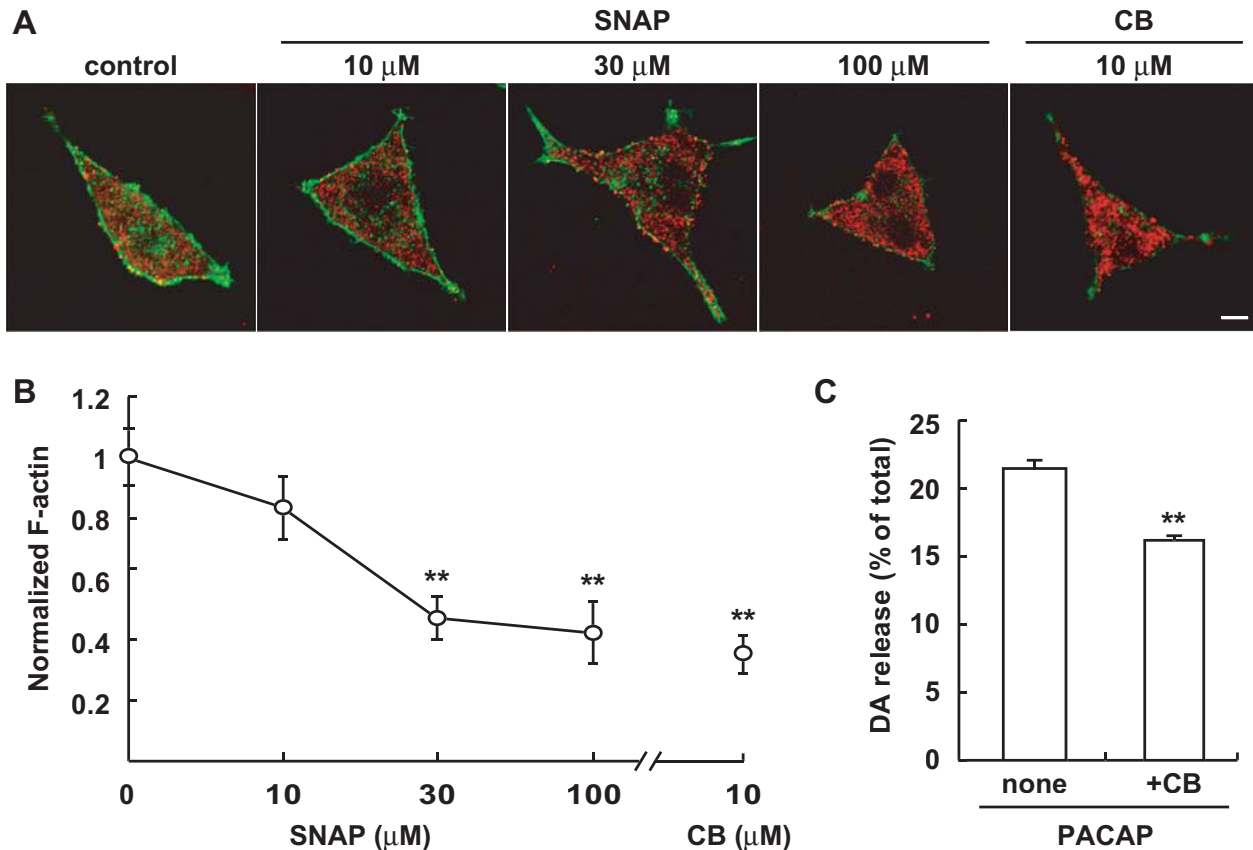 A
SNAP
CB
control
10 μM
30 μM
100 μM
10 μM
B
1.2
1
0.8
0.6
0.4
0.2
Normalized F-actin
**
**
**
0
10
30
100
10
SNAP (μM)
CB (μM)
C
25
20
15
10
5
0
DA release (% of total)
**
none
+CB
PACAP